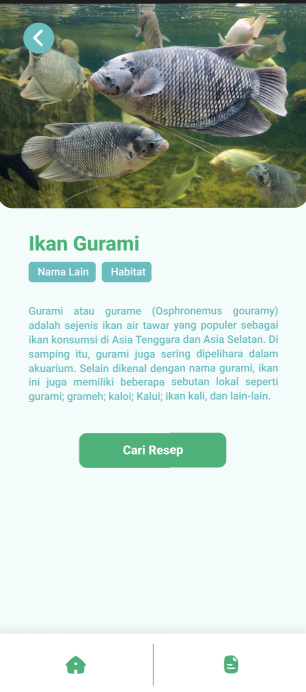 Ikan Gurami
Nama Lain
Habitat
Gurami atau gurame (Osphronemus gouramy)
adalah sejenis ikan air tawar yang populer sebagai
ikan konsumsi di Asia Tenggara dan Asia Selatan. Di
samping itu, gurami juga sering dipelihara dalam
akuarium. Selain dikenal dengan nama gurami, ikan
ini juga memiliki beberapa sebutan lokal seperti
gurami; grameh; kaloi; Kalui; ikan kali, dan lain-lain.
Cari Resep